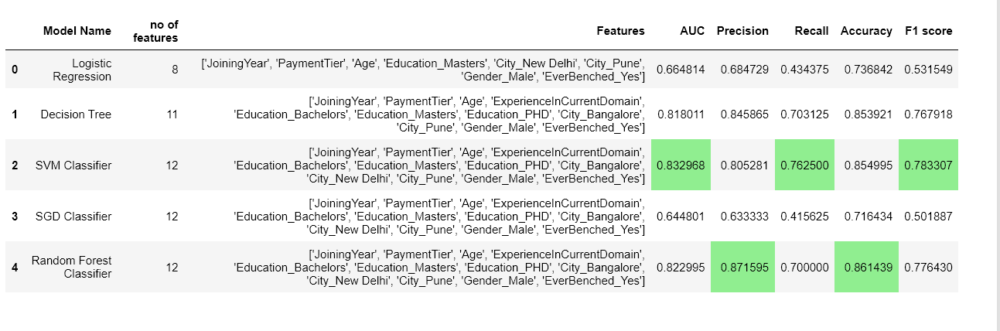 Model Name no of features Features AUC Precision Recall Accuracy F1 score
0 Logistic Regression 8 ['JoiningYear', 'PaymentTier', 'Age', 'Education_Masters', 'City_New Delhi', 'City_Pune',
'Gender_Male', 'EverBenched_Yes'] 0.664814 0.684729 0.434375 0.736842 0.531549
1 Decision Tree 11 ['JoiningYear', 'PaymentTier', 'Age', 'ExperienceInCurrentDomain',
'Education_Bachelors', 'Education_Masters', 'Education_PHD', 'City_Bangalore',
'City_Pune', 'Gender_Male', 'EverBenched_Yes'] 0.818011 0.845865 0.703125 0.853921 0.767918
2 SVM Classifier 12 ['JoiningYear', 'PaymentTier', 'Age', 'ExperienceInCurrentDomain',
'Education_Bachelors', 'Education_Masters', 'Education_PHD', 'City_Bangalore',
'City_New Delhi', 'City_Pune', 'Gender_Male', 'EverBenched_Yes'] 0.832968 0.805281 0.762500 0.854995 0.783307
3 SGD Classifier 12 ['JoiningYear', 'PaymentTier', 'Age', 'ExperienceInCurrentDomain',
'Education_Bachelors', 'Education_Masters', 'Education_PHD', 'City_Bangalore',
'City_New Delhi', 'City_Pune', 'Gender_Male', 'EverBenched_Yes'] 0.644801 0.633333 0.415625 0.716434 0.501887
4 Random Forest Classifier 12 ['JoiningYear', 'PaymentTier', 'Age', 'ExperienceInCurrentDomain',
'Education_Bachelors', 'Education_Masters', 'Education_PHD', 'City_Bangalore',
'City_New Delhi', 'City_Pune', 'Gender_Male', 'EverBenched_Yes'] 0.822995 0.871595 0.700000 0.861439 0.776430